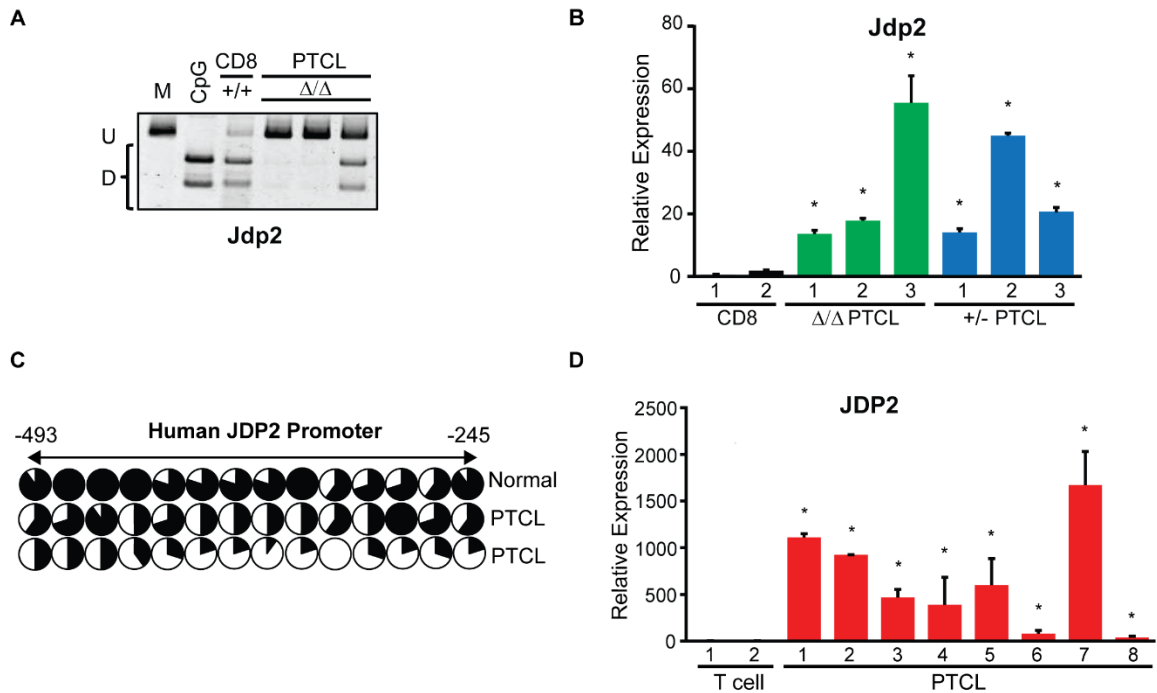 A
CD8 PTCL
M CpG +/+ Δ/Δ
U
D
Jdp2
B
Jdp2
Relative Expression
80
60
40
20
0
* * * * * *
1 2 1 2 3 1 2 3
CD8 Δ/Δ PTCL +/- PTCL
C
-493 Human JDP2 Promoter -245
Normal
PTCL
PTCL
D
JDP2
Relative Expression
2500
2000
1500
1000
500
0
* * * * * * * *
1 2 1 2 3 4 5 6 7 8
T cell PTCL